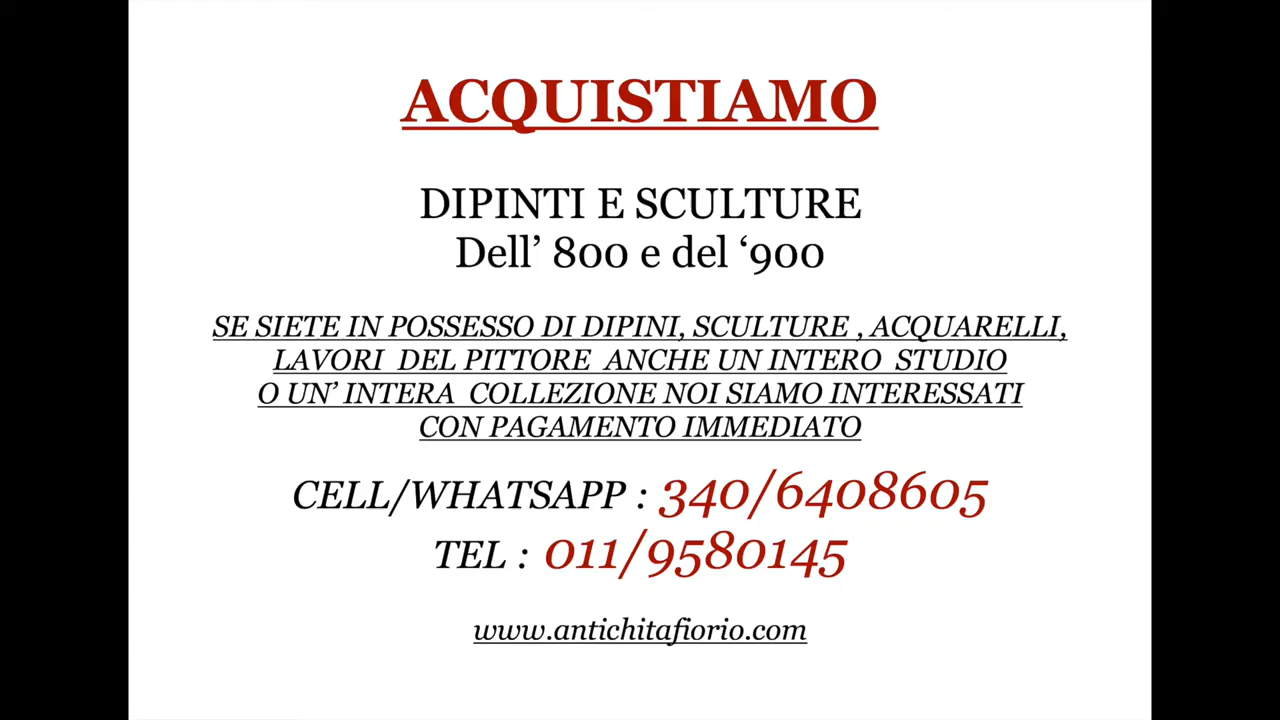 ACQUISTIAMO
DIPINTI E SCULTURE
Dell’ 800 e del ‘900
SE SIETE IN POSSESSO DI DIPINI, SCULTURE , ACQUARELLI,
LAVORI DEL PITTORE ANCHE UN INTERO STUDIO
O UN’ INTERA COLLEZIONE NOI SIAMO INTERESSATI
CON PAGAMENTO IMMEDIATO
CELL/WHATSAPP : 340/6408605
TEL : 011/9580145
www.antichitafiorio.com